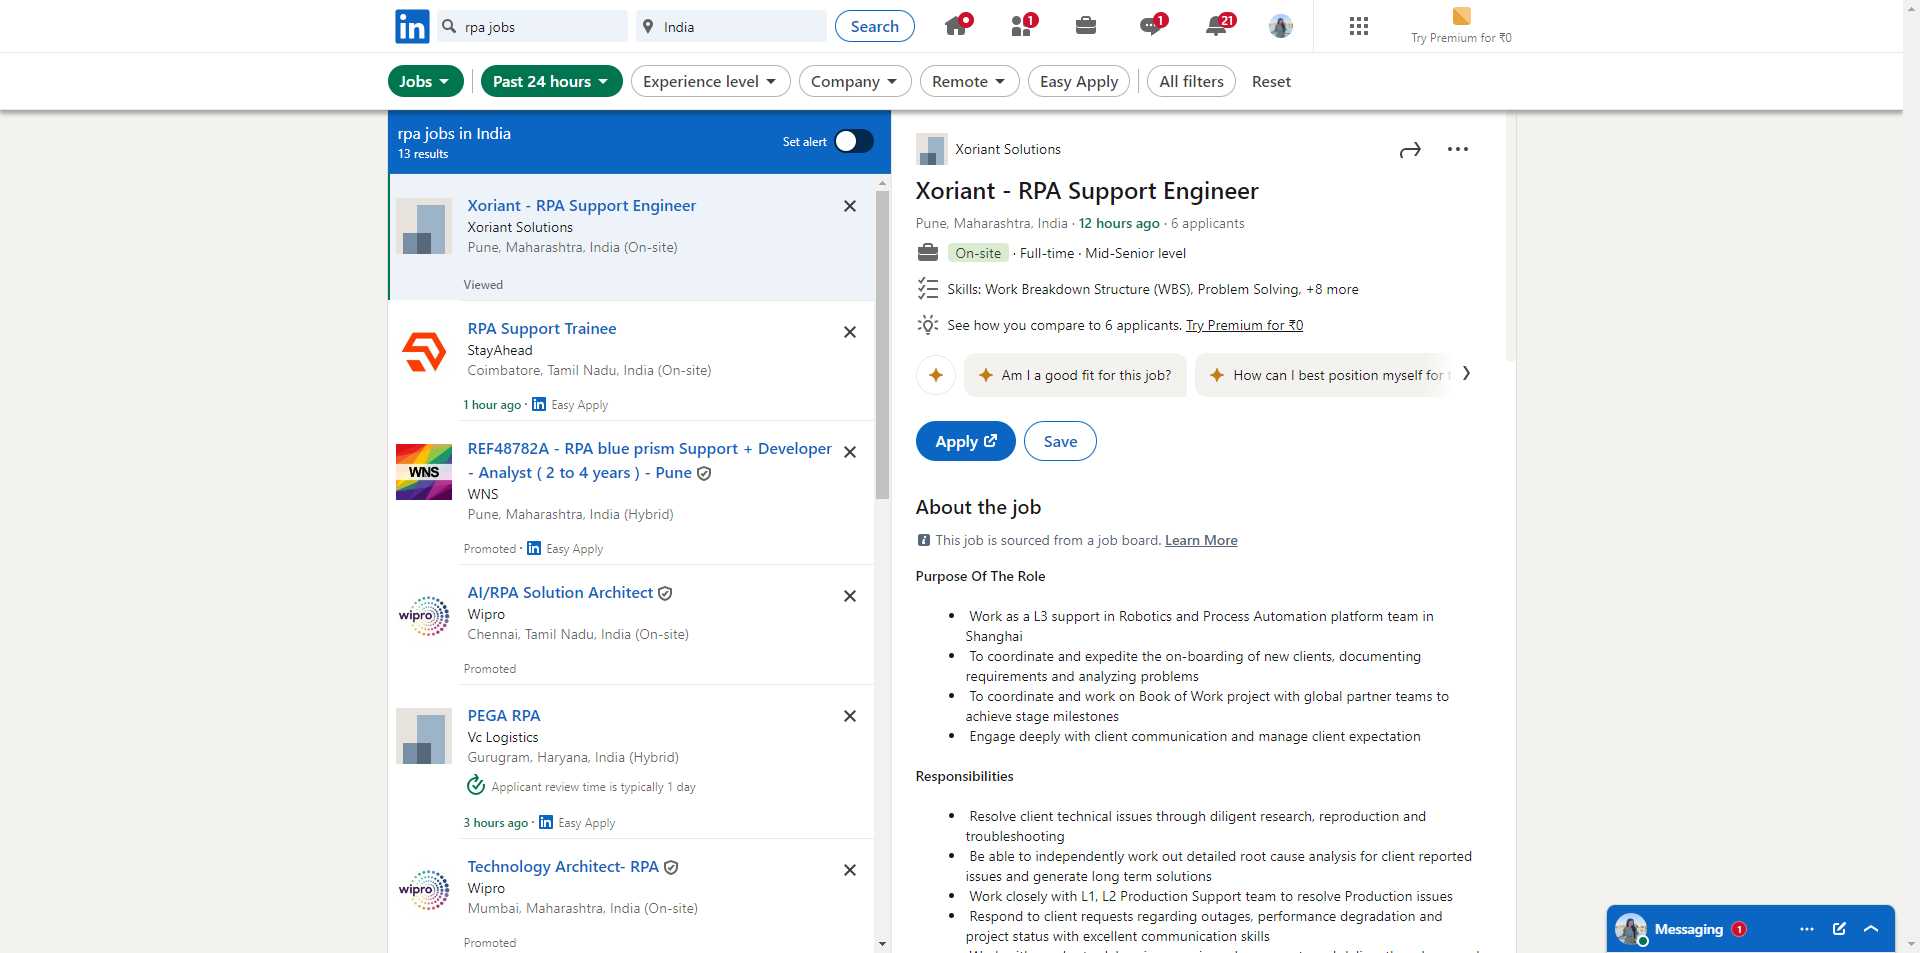 in
rpa jobs
India
Search
1
1
21
Try Premium for ₹0
Jobs
Past 24 hours
Experience level
Company
Remote
Easy Apply
All filters
Reset
rpa jobs in India
13 results
Set alert
Xoriant - RPA Support Engineer
Xoriant Solutions
Pune, Maharashtra, India (On-site)
Viewed
RPA Support Trainee
StayAhead
Coimbatore, Tamil Nadu, India (On-site)
1 hour ago · in Easy Apply
WNS
REF48782A - RPA blue prism Support + Developer
- Analyst ( 2 to 4 years ) - Pune
WNS
Pune, Maharashtra, India (Hybrid)
Promoted · in Easy Apply
wipro
AI/RPA Solution Architect
Wipro
Chennai, Tamil Nadu, India (On-site)
Promoted
PEGA RPA
Vc Logistics
Gurugram, Haryana, India (Hybrid)
Applicant review time is typically 1 day
3 hours ago · in Easy Apply
wipro
Technology Architect- RPA
Wipro
Mumbai, Maharashtra, India (On-site)
Promoted
Xoriant Solutions
Xoriant - RPA Support Engineer
Pune, Maharashtra, India · 12 hours ago · 6 applicants
On-site · Full-time · Mid-Senior level
Skills: Work Breakdown Structure (WBS), Problem Solving, +8 more
See how you compare to 6 applicants. Try Premium for ₹0
Am I a good fit for this job?
How can I best position myself for
Apply
Save
About the job
This job is sourced from a job board. Learn More
Purpose Of The Role
• Work as a L3 support in Robotics and Process Automation platform team in
Shanghai
• To coordinate and expedite the on-boarding of new clients, documenting
requirements and analyzing problems
• To coordinate and work on Book of Work project with global partner teams to
achieve stage milestones
• Engage deeply with client communication and manage client expectation
Responsibilities
• Resolve client technical issues through diligent research, reproduction and
troubleshooting
• Be able to independently work out detailed root cause analysis for client reported
issues and generate long term solutions
• Work closely with L1, L2 Production Support team to resolve Production issues
• Respond to client requests regarding outages, performance degradation and
project status with excellent communication skills
Messaging 1